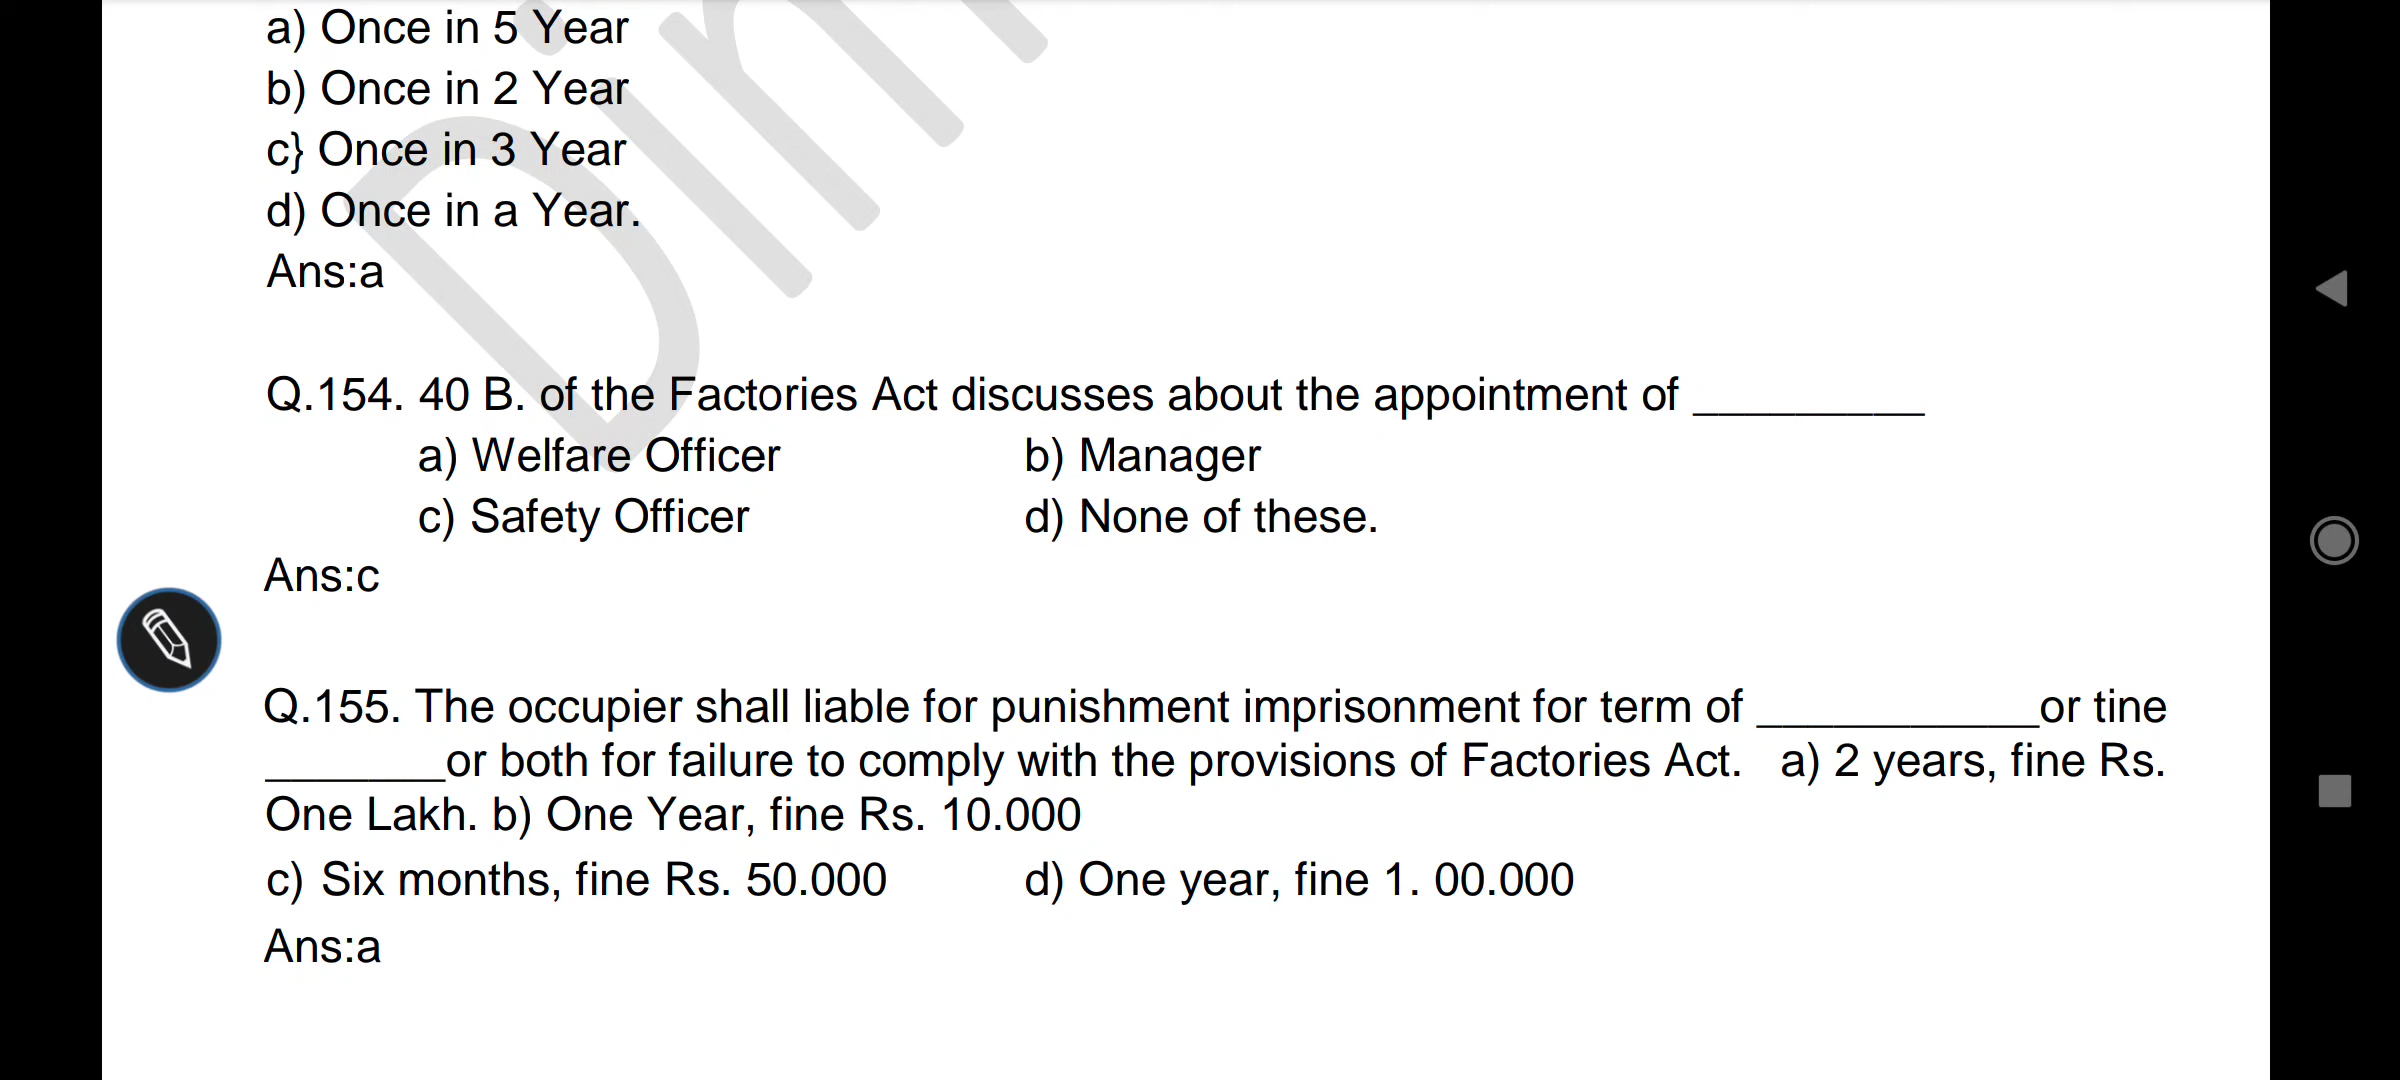 a) Once in 5 Year
b) Once in 2 Year
c} Once in 3 Year
d) Once in a Year.
Ans:a
Q.154. 40 B. of the Factories Act discusses about the appointment of _________
a) Welfare Officer b) Manager
c) Safety Officer d) None of these.
Ans:c
Q.155. The occupier shall liable for punishment imprisonment for term of ___________or tine
_______or both for failure to comply with the provisions of Factories Act. a) 2 years, fine Rs.
One Lakh. b) One Year, fine Rs. 10.000
c) Six months, fine Rs. 50.000 d) One year, fine 1. 00.000
Ans:a